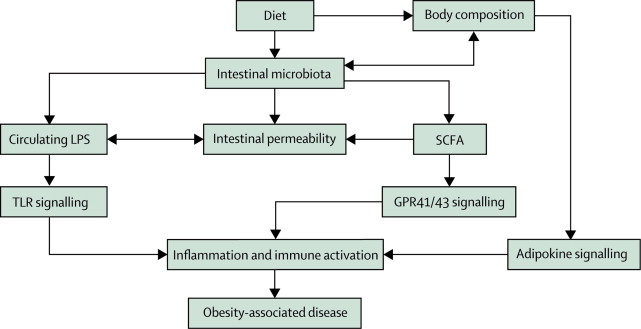 Diet
Body composition
Intestinal microbiota
Circulating LPS
Intestinal permeability
SCFA
TLR signalling
GPR41/43 signalling
Inflammation and immune activation
Adipokine signalling
Obesity-associated disease